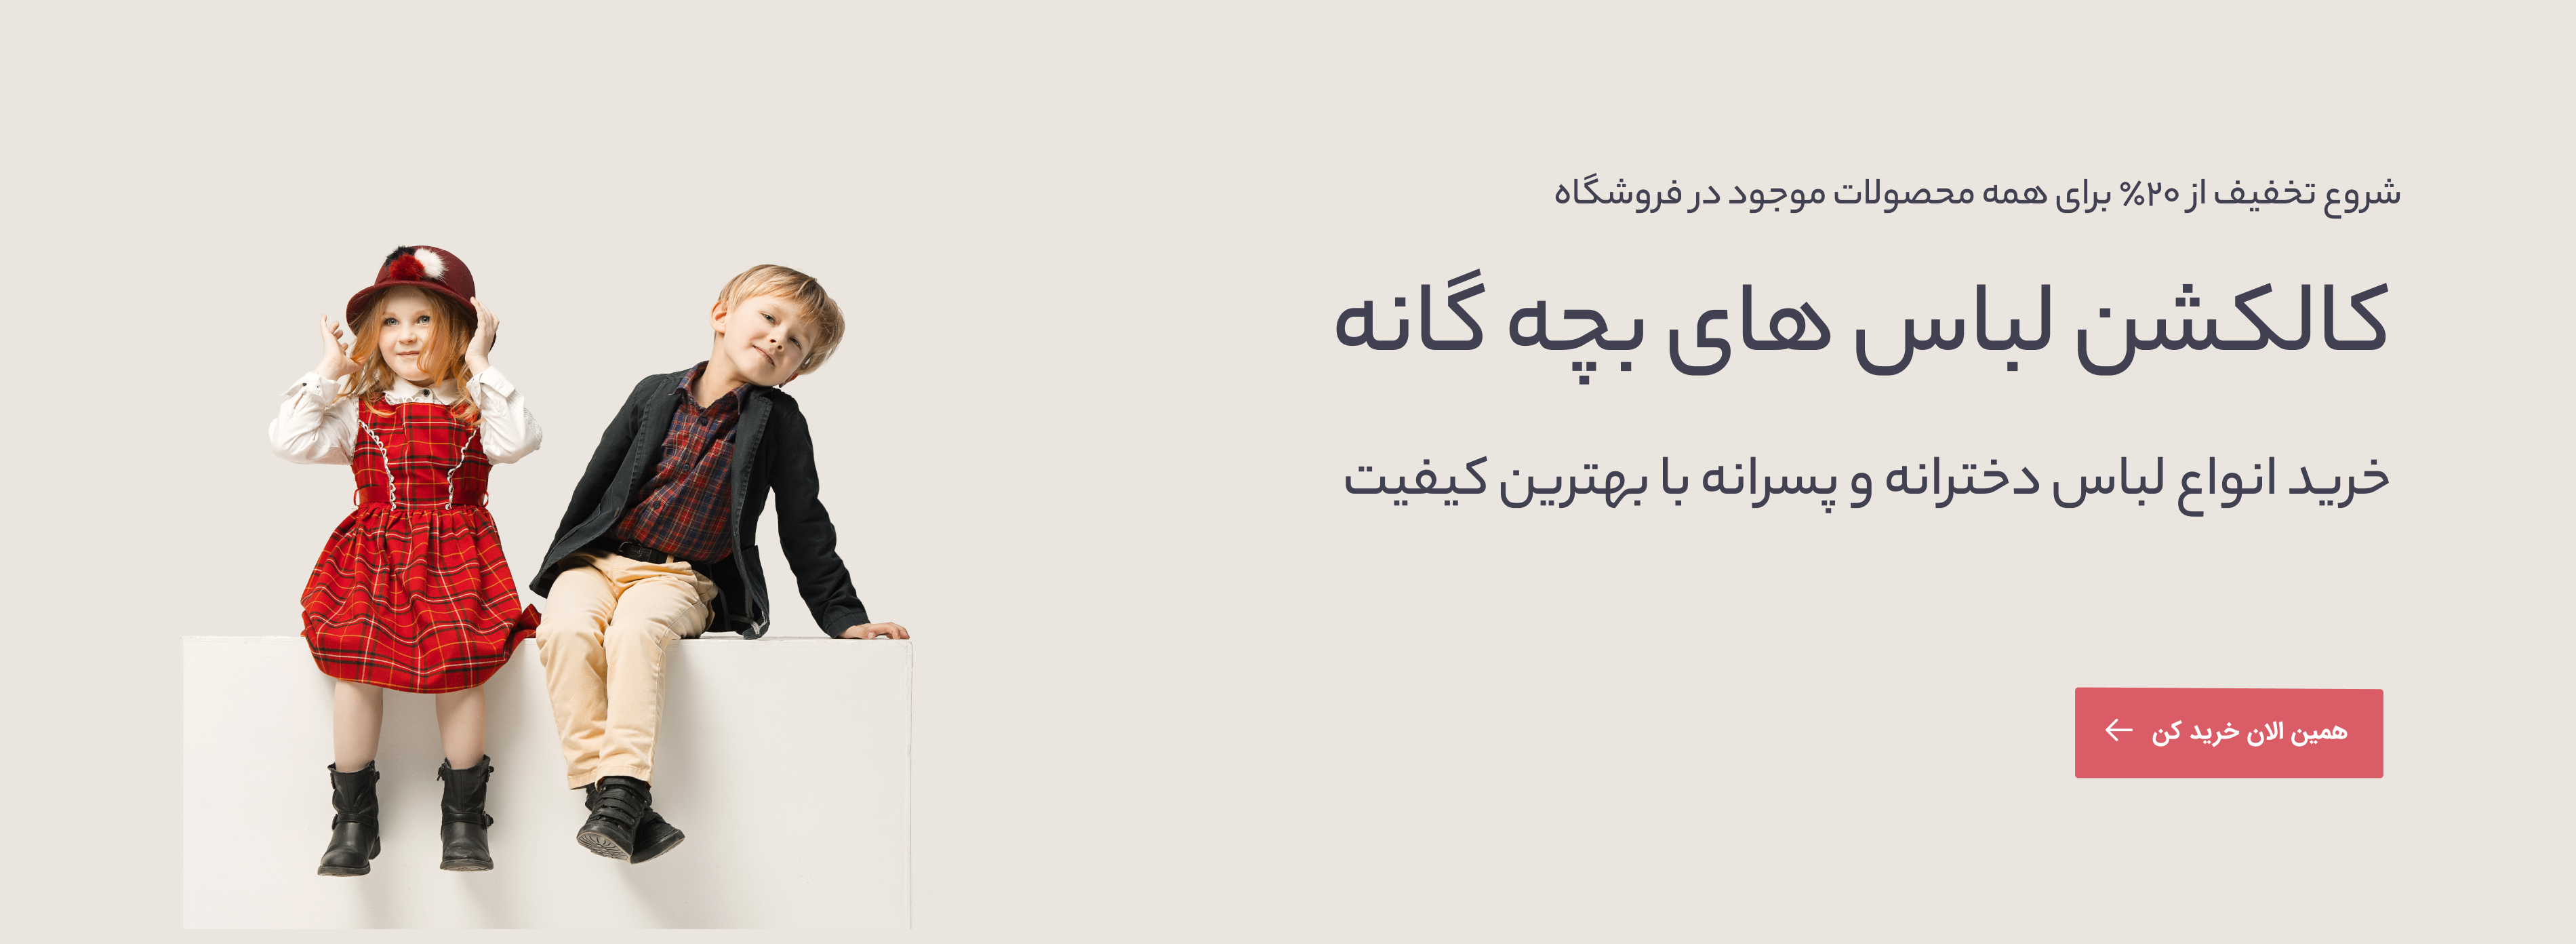 شروع تخفیف از ۲۰% برای همه محصولات موجود در فروشگاه
کالکشن لباس های بچه گانه
خرید انواع لباس دخترانه و پسرانه با بهترین کیفیت
همین الان خرید کن ←